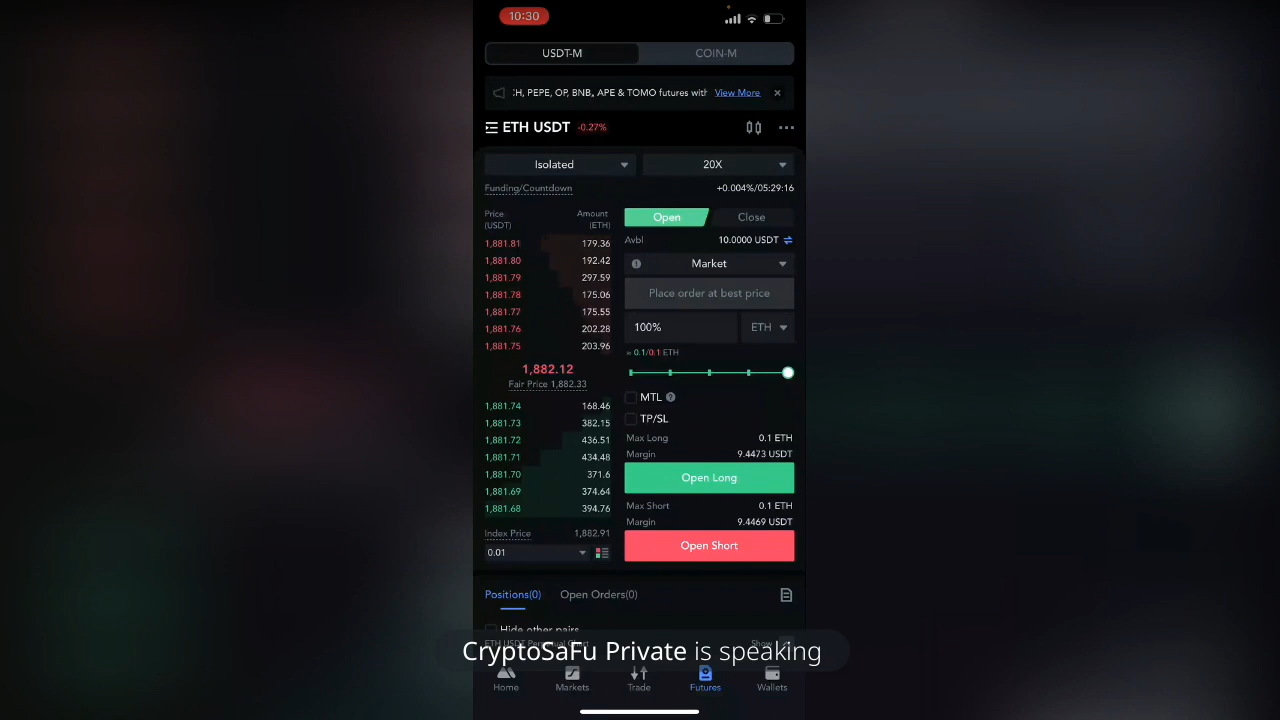 10:30
USDT-M COIN-M
:H, PEPE, OP, BNB, APE & TOMO futures with View More ×
ETH USDT -0.27%
Isolated 20X
Funding/Countdown +0.004%/05:29:16
Price (USDT) Amount (ETH)
1,881.81 179.36
1,881.80 192.42
1,881.79 297.59
1,881.78 175.06
1,881.77 175.55
1,881.76 202.28
1,881.75 203.96
1,882.12
Fair Price 1,882.33
1,881.74 168.46
1,881.73 382.15
1,881.72 436.51
1,881.71 434.48
1,881.70 371.6
1,881.69 374.64
1,881.68 394.76
Index Price 1,882.91
0.01
Open Close
Avbl 10.0000 USDT
Market
Place order at best price
100% ETH
≈ 0.1/0.1 ETH
MTL
TP/SL
Max Long 0.1 ETH
Margin 9.4473 USDT
Open Long
Max Short 0.1 ETH
Margin 9.4469 USDT
Open Short
Positions(0) Open Orders(0)
Hide other pairs
ETH USDT Perpetual Chart Show
CryptoSaFu Private is speaking
Home Markets Trade Futures Wallets